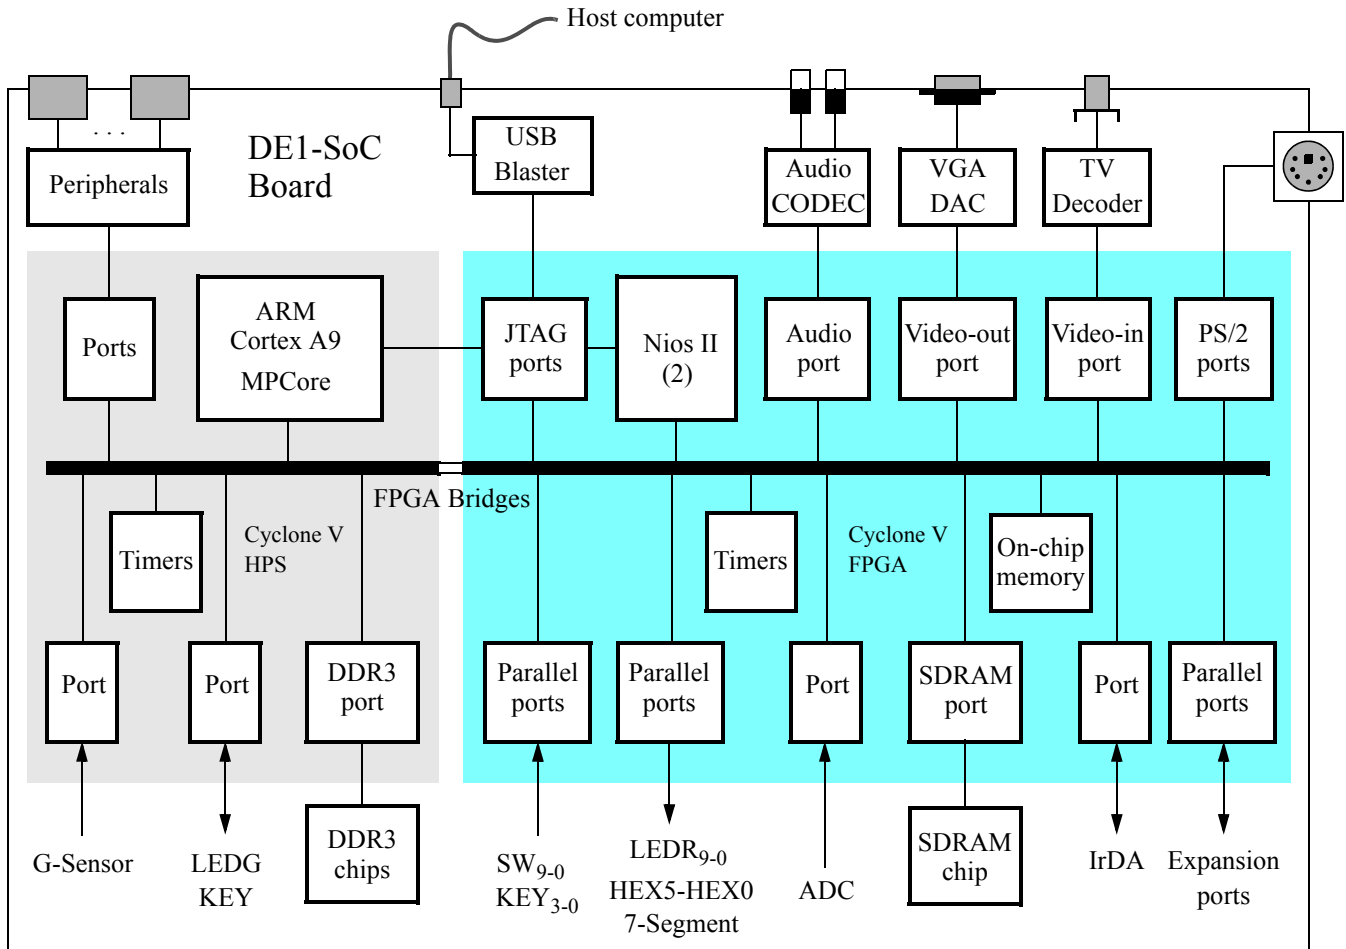 Host computer
. . .
DE1-SoC
Board
Peripherals
USB
Blaster
Audio
CODEC
VGA
DAC
TV
Decoder
Ports
ARM
Cortex A9
MPCore
JTAG
ports
Nios II
(2)
Audio
port
Video-out
port
Video-in
port
PS/2
ports
FPGA Bridges
Timers
Cyclone V
HPS
Timers
Cyclone V
FPGA
On-chip
memory
Port
Port
DDR3
port
Parallel
ports
Parallel
ports
Port
SDRAM
port
Port
Parallel
ports
G-Sensor
LEDG
KEY
DDR3
chips
SW9-0
KEY3-0
LEDR9-0
HEX5-HEX0
7-Segment
ADC
SDRAM
chip
IrDA
Expansion
ports